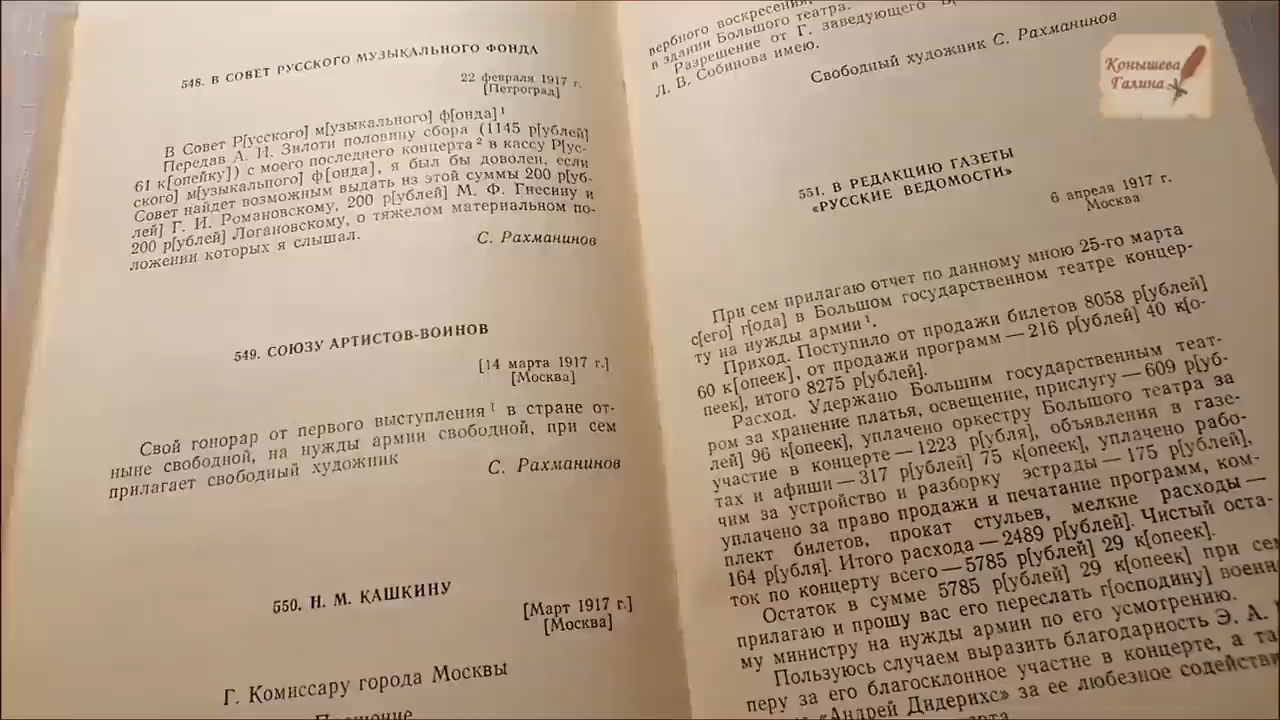 548. В СОВЕТ РУССКОГО МУЗЫКАЛЬНОГО ФОНДА
22 февраля 1917 г.
[Петроград]
В Совет Р[усского] м[узыкального] ф[онда] 1
Передав А. И. Зилоти половину сбора (1145 р[ублей]
61 к[опейку]) с моего последнего концерта 2 в кассу Р[ус-
ского] м[узыкального] ф[онда], я был бы доволен, если
Совет найдет возможным выдать из этой суммы 200 р[уб-
лей] Г. И. Романовскому, 200 р[ублей] М. Ф. Гнесину и
200 р[ублей] Логановскому, о тяжелом материальном по-
ложении которых я слышал.
С. Рахманинов
549. СОЮЗУ АРТИСТОВ-ВОИНОВ
[14 марта 1917 г.]
[Москва]
Свой гонорар от первого выступления 1 в стране от-
ныне свободной, на нужды армии свободной, при сем
прилагает свободный художник
С. Рахманинов
550. Н. М. КАШКИНУ
[Март 1917 г.]
[Москва]
Г. Комиссару города Москвы
Прошение
вербного воскресения,
в здании Большого театра.
Разрешение от Г. заведующего
Л. В. Собинова имею.
Свободный художник С. Рахманинов
551. В РЕДАКЦИЮ ГАЗЕТЫ
«РУССКИЕ ВЕДОМОСТИ»
6 апреля 1917 г.
Москва
При сем прилагаю отчет по данному мною 25-го марта
с[его] г[ода] в Большом государственном театре концер-
ту на нужды армии 1.
Приход. Поступило от продажи билетов 8058 р[ублей]
60 к[опеек], от продажи программ — 216 р[ублей] 40 к[о-
пеек], итого 8275 р[ублей].
Расход. Удержано Большим государственным теат-
ром за хранение платья, освещение, прислугу — 609 р[уб-
лей] 96 к[опеек], уплачено оркестру Большого театра за
участие в концерте — 1223 р[убля], объявления в газе-
тах и афиши — 317 р[ублей] 75 к[опеек], уплачено рабо-
чим за устройство и разборку эстрады — 175 р[ублей],
уплачено за право продажи и печатание программ, ком-
плект билетов, прокат стульев, мелкие расходы —
164 р[убля]. Итого расхода — 2489 р[ублей]. Чистый оста-
ток по концерту всего — 5785 р[ублей] 29 к[опеек].
Остаток в сумме 5785 р[ублей] 29 к[опеек] при сем
прилагаю и прошу вас его переслать г[осподину] военно-
му министру на нужды армии по его усмотрению.
Пользуюсь случаем выразить благодарность Э. А.
перу за его благосклонное участие в концерте, а та
«Андрей Дидерихс» за ее любезное содействи
Конышева
Галина